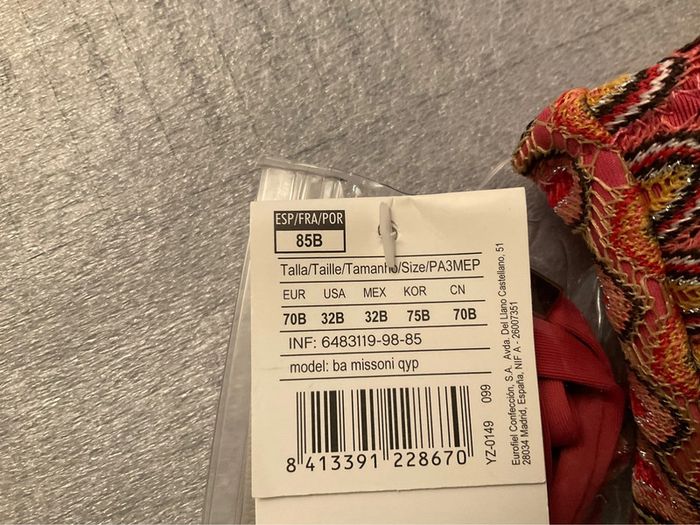 ESP/FRA/POR
85B
Talla/Taille/Tamanho/Size/PA3MEP
EUR USA MEX KOR CN
70B 32B 32B 75B 70B
INF: 6483119-98-85
model: ba missoni qyp
8 413391 228670
YZ-0149 099
Eurofiel Confección, S.A. Avda. Del Llano Castellano, 51
28034 Madrid, España, NIF A - 26007351